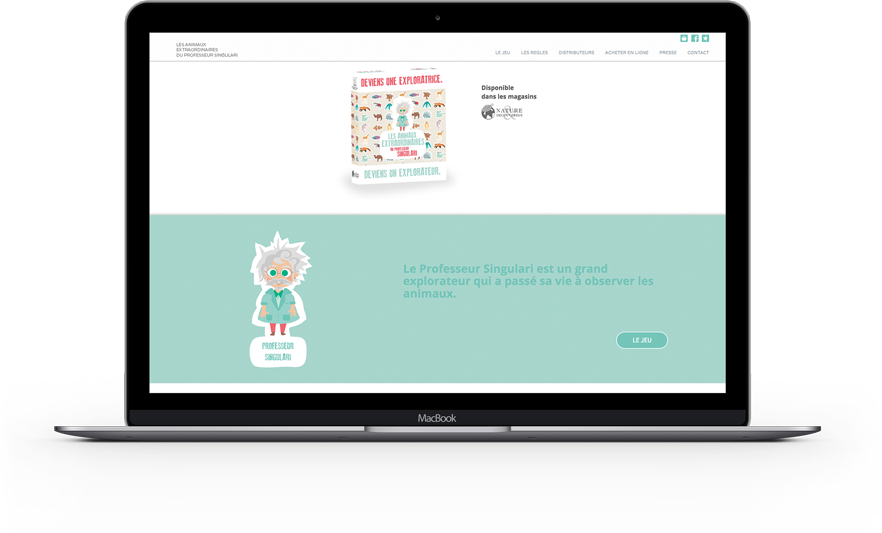 LES ANIMAUX
EXTRAORDINAIRES
DU PROFESSEUR SINGULARI
LE JEU LES REGLES DISTRIBUTEURS ACHETER EN LIGNE PRESSE CONTACT
DEVIENS UNE EXPLORATRICE.
LES ANIMAUX
EXTRAORDINAIRES
DU PROFESSEUR
SINGULARI
DEVIENS UN EXPLORATEUR.
Disponible
dans les magasins
NATURE
&
DECOUVERTES
Le Professeur Singulari est un grand
explorateur qui a passé sa vie à observer les
animaux.
PROFESSEUR
SINGULARI
LE JEU
MacBook